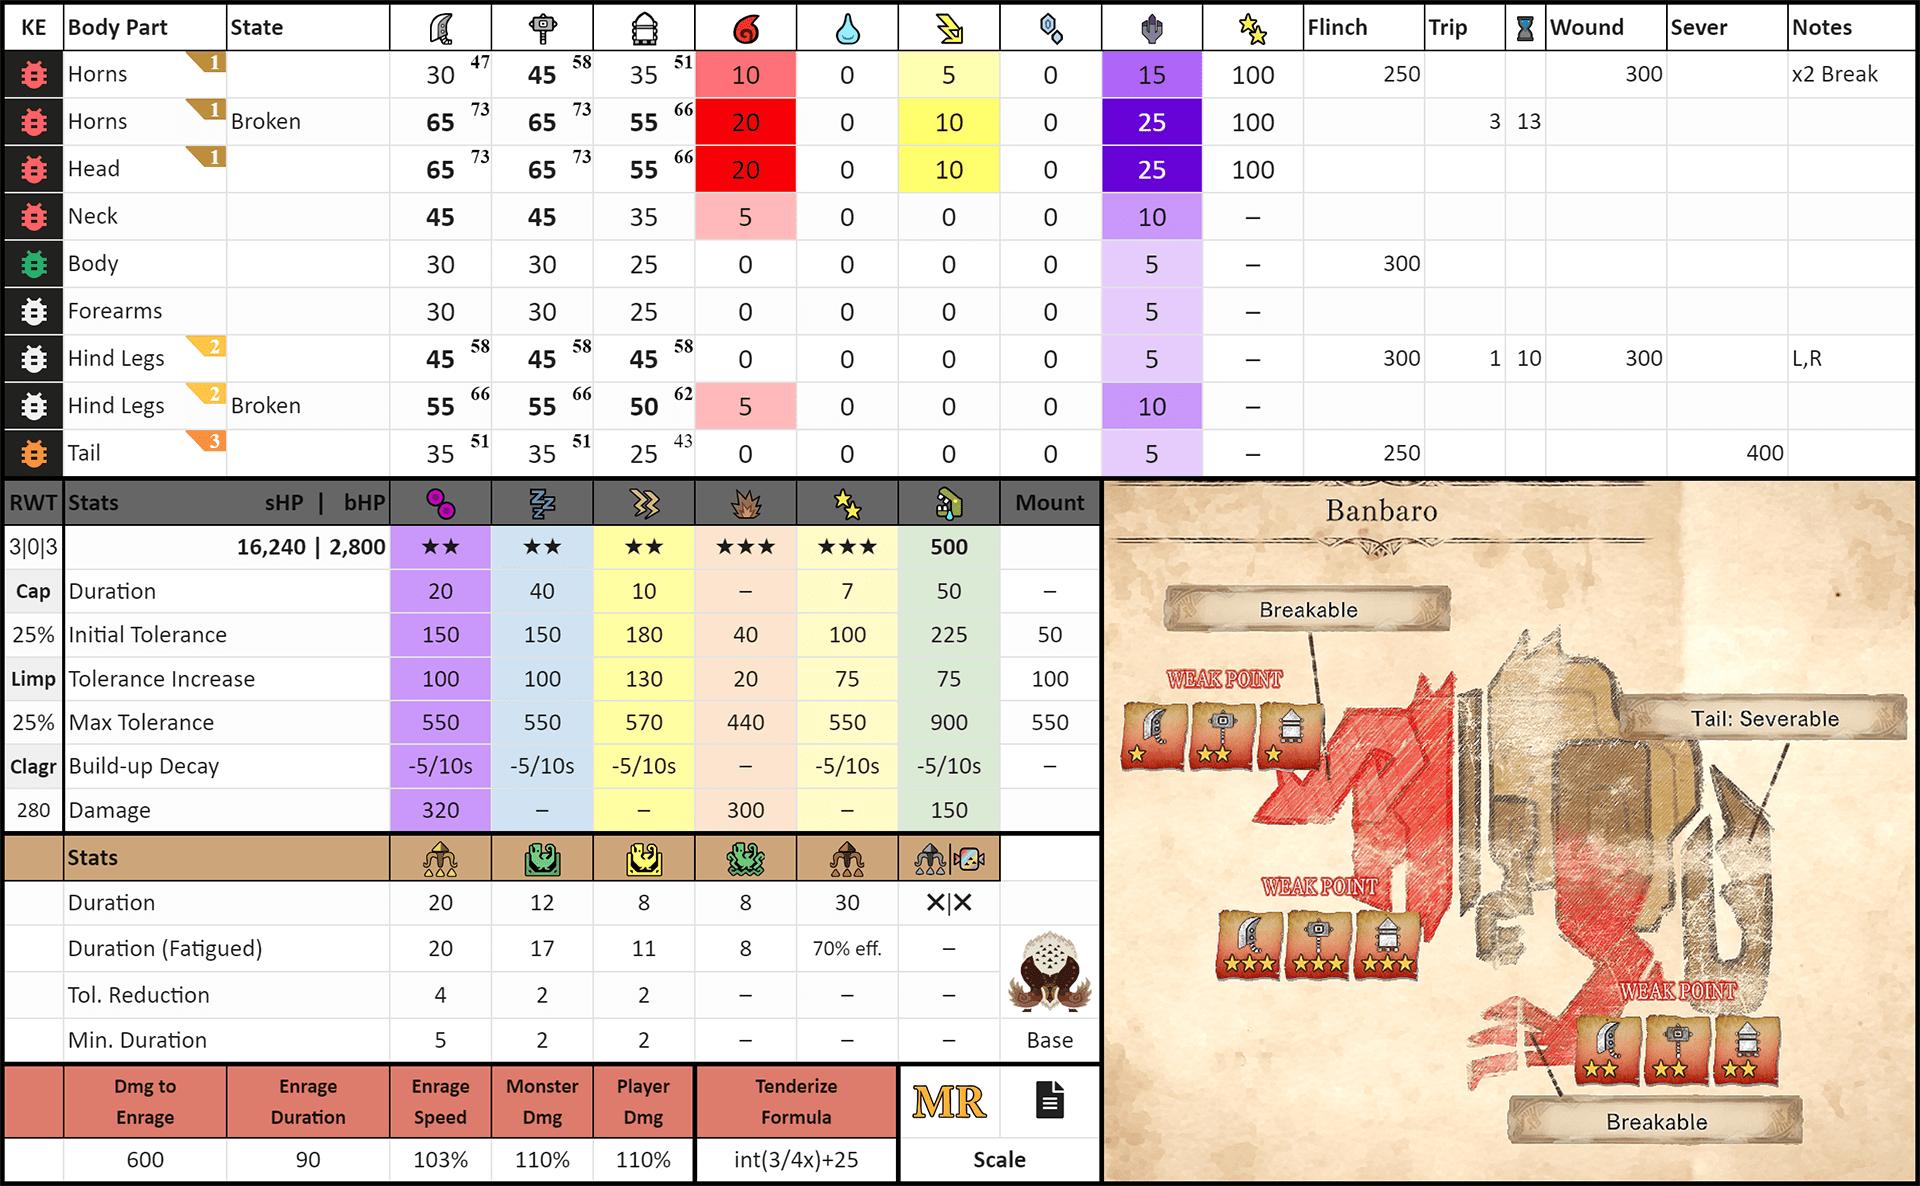 KE Body Part State Flinch Trip Wound Sever Notes
Horns 1 30 47 45 58 35 51 10 0 5 0 15 100 250 300 x2 Break
Horns 1 Broken 65 73 65 73 55 66 20 0 10 0 25 100 3 13
Head 1 65 73 65 73 55 66 20 0 10 0 25 100
Neck 45 45 35 5 0 0 0 10 –
Body 30 30 25 0 0 0 0 5 – 300
Forearms 30 30 25 0 0 0 0 5 –
Hind Legs 2 45 58 45 58 45 58 0 0 0 0 5 – 300 1 10 300 L,R
Hind Legs 2 Broken 55 66 55 66 50 62 5 0 0 0 10 –
Tail 3 35 51 35 51 25 43 0 0 0 0 5 – 250 400
RWT Stats sHP | bHP Mount
3|0|3 16,240 | 2,800 ★★ ★★ ★★ ★★★ ★★★ 500
Cap Duration 20 40 10 – 7 50 –
25% Initial Tolerance 150 150 180 40 100 225 50
Limp Tolerance Increase 100 100 130 20 75 75 100
25% Max Tolerance 550 550 570 440 550 900 550
Clagr Build-up Decay -5/10s -5/10s -5/10s – -5/10s -5/10s –
280 Damage 320 – – 300 – 150
Stats
Duration 20 12 8 8 30 ✕|✕
Duration (Fatigued) 20 17 11 8 70% eff. –
Tol. Reduction 4 2 2 – – –
Min. Duration 5 2 2 – – – Base
Dmg to Enrage
Enrage Duration
Enrage Speed
Monster Dmg
Player Dmg
Tenderize Formula
MR
600 90 103% 110% 110% int(3/4x)+25 Scale
Banbaro
Breakable
WEAK POINT
Tail: Severable
WEAK POINT
WEAK POINT
Breakable